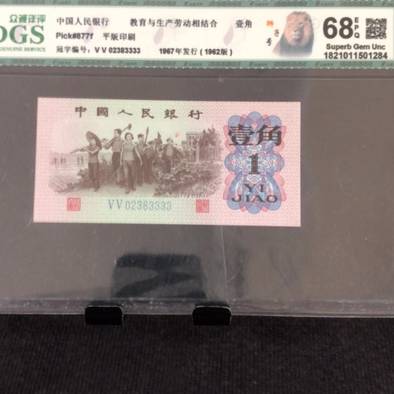 众诚评级 中国人民银行 教育与生产劳动相结合 壹角 68 EPQ
DGS Pick#877f 平版印刷 Superb Gem Unc
GENUINE SERVICE 冠字编号:VV02383333 1967年发行(1962版) 1821011501284
中國人民銀行
壹角
1
YI
JIAO
VV02383333